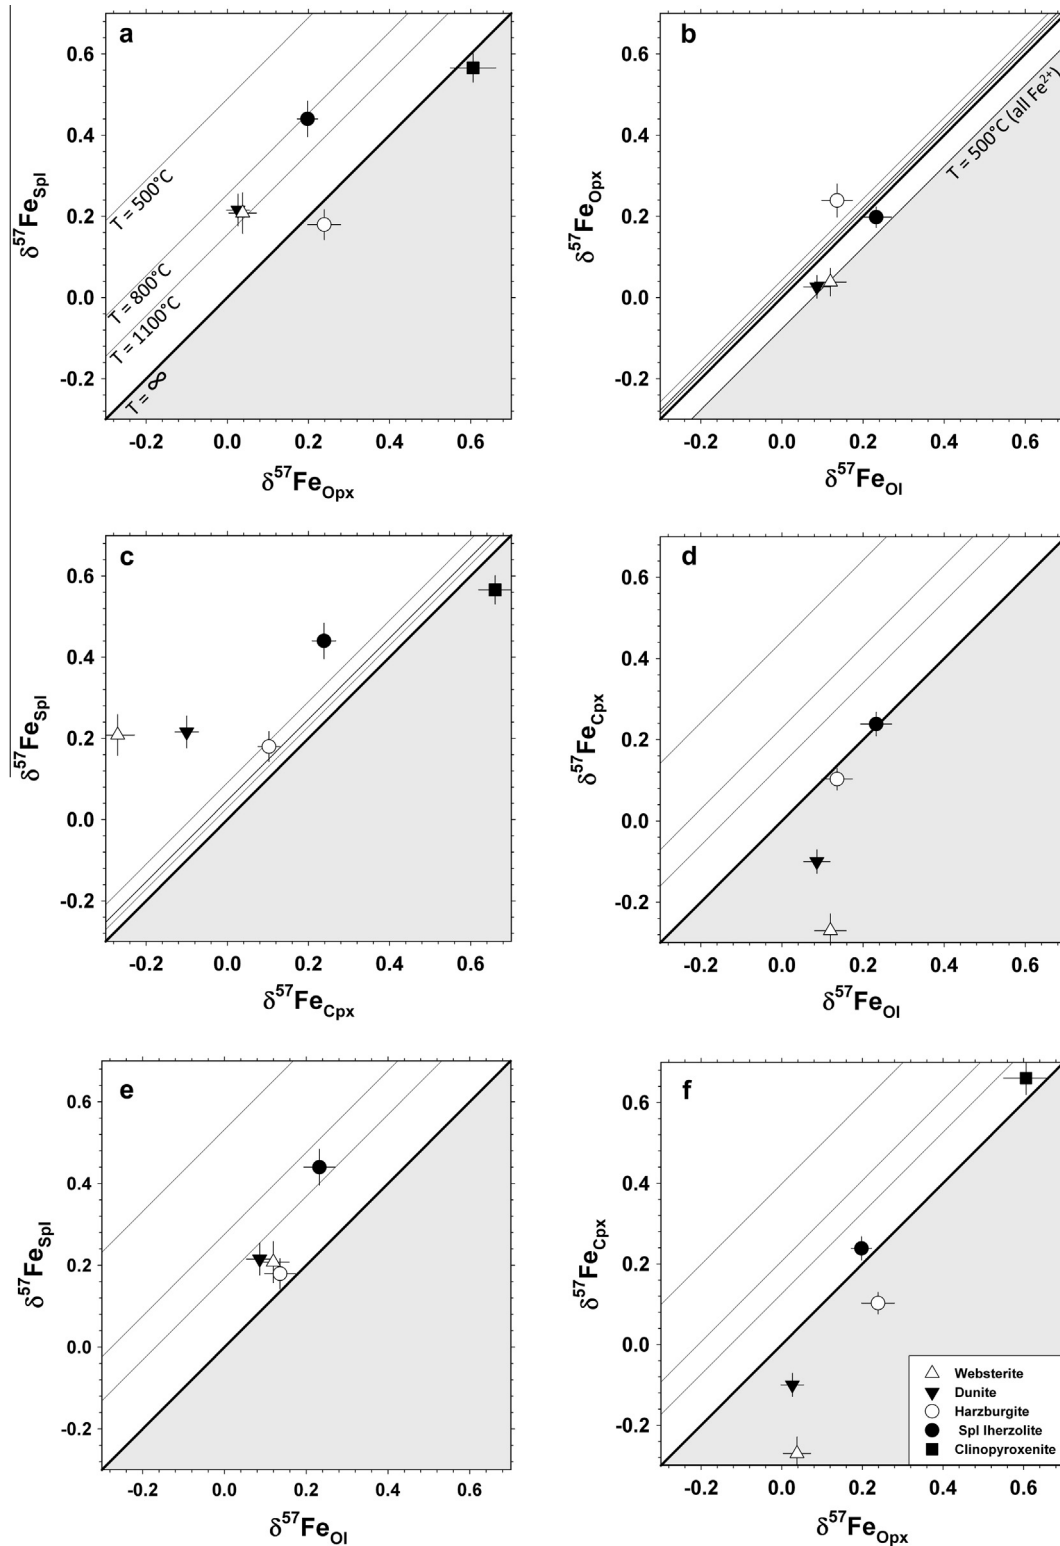 a
0.6
0.4
0.2
0.0
-0.2
δ57FeSpl
T = 500°C
T = 800°C
T = 1100°C
T = ∞
-0.2 0.0 0.2 0.4 0.6
δ57FeOpx
b
0.6
0.4
0.2
0.0
-0.2
δ57FeOpx
T = 500°C (all Fe2+)
-0.2 0.0 0.2 0.4 0.6
δ57FeOl
c
0.6
0.4
0.2
0.0
-0.2
δ57FeSpl
-0.2 0.0 0.2 0.4 0.6
δ57FeCpx
d
0.6
0.4
0.2
0.0
-0.2
δ57FeCpx
-0.2 0.0 0.2 0.4 0.6
δ57FeOl
e
0.6
0.4
0.2
0.0
-0.2
δ57FeSpl
-0.2 0.0 0.2 0.4 0.6
δ57FeOl
f
0.6
0.4
0.2
0.0
-0.2
δ57FeCpx
Websterite
Dunite
Harzburgite
Spl lherzolite
Clinopyroxenite
-0.2 0.0 0.2 0.4 0.6
δ57FeOpx